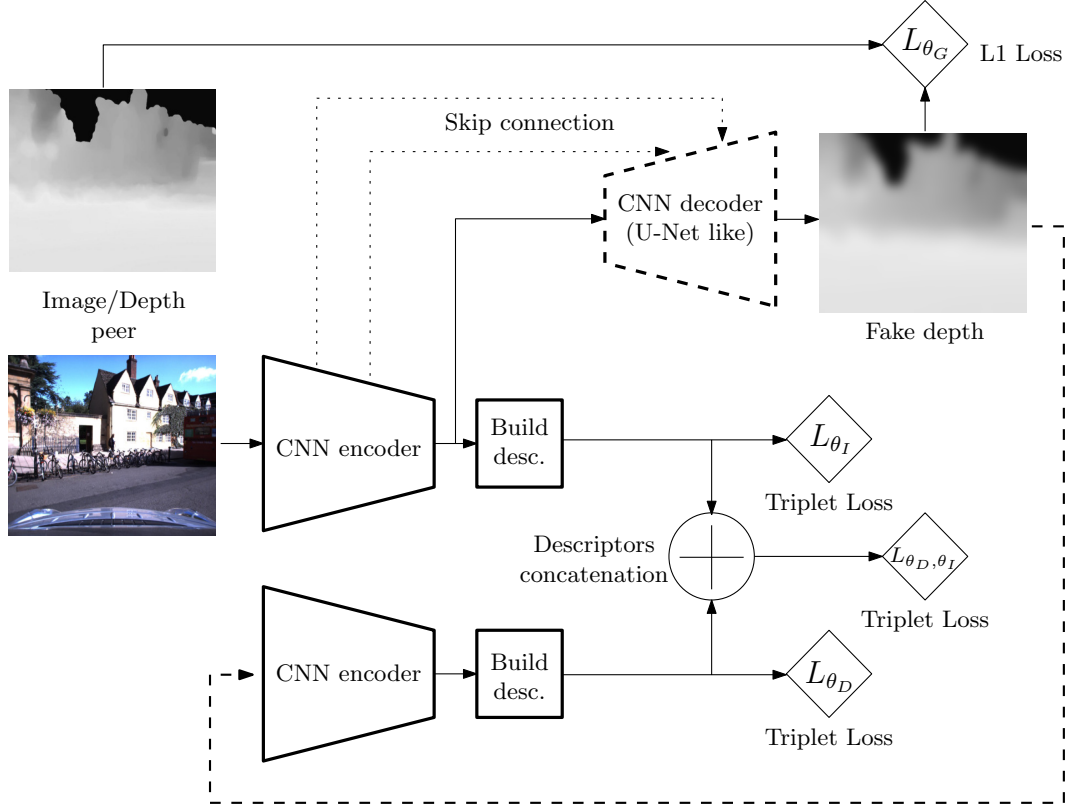 L_{θ_G}
L1 Loss
Skip connection
CNN decoder
(U-Net like)
Image/Depth
peer
Fake depth
CNN encoder
Build
desc.
L_{θ_I}
Triplet Loss
Descriptors
concatenation
L_{θ_D,θ_I}
Triplet Loss
CNN encoder
Build
desc.
L_{θ_D}
Triplet Loss